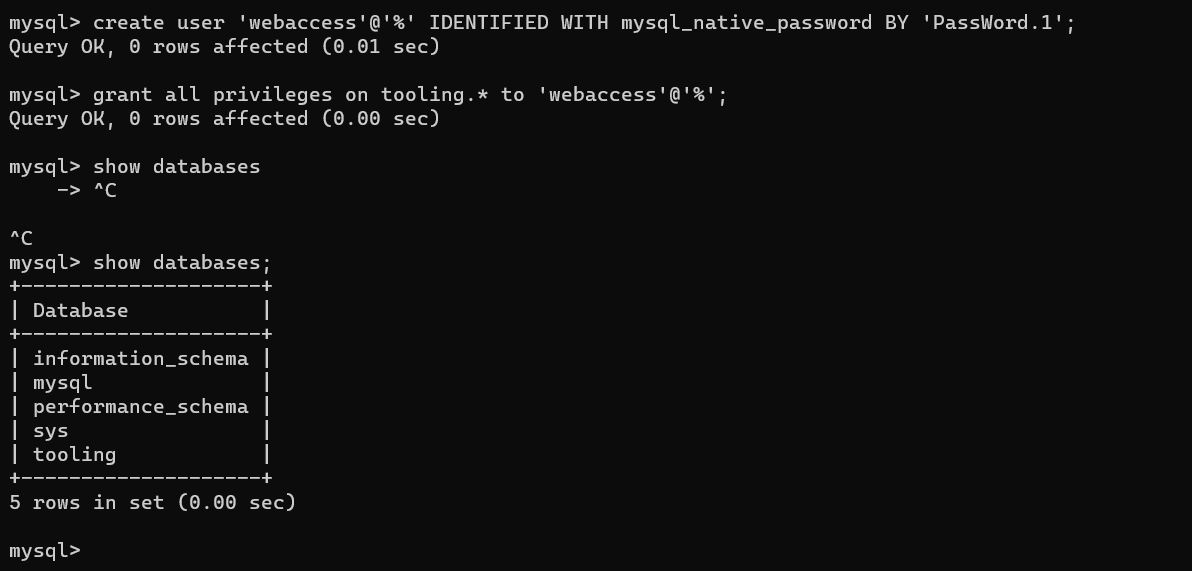 mysql> create user 'webaccess'@'%' IDENTIFIED WITH mysql_native_password BY 'PassWord.1';
Query OK, 0 rows affected (0.01 sec)

mysql> grant all privileges on tooling.* to 'webaccess'@'%';
Query OK, 0 rows affected (0.00 sec)

mysql> show databases
    -> ^C

^C
mysql> show databases;
+--------------------+
| Database           |
+--------------------+
| information_schema |
| mysql              |
| performance_schema |
| sys                |
| tooling            |
+--------------------+
5 rows in set (0.00 sec)

mysql>